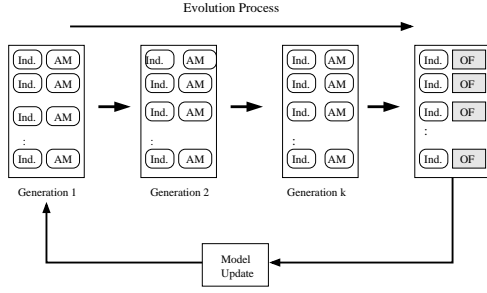 Evolution Process
Ind. AM Ind. AM Ind. AM Ind. OF
Ind. AM Ind. AM Ind. AM Ind. OF
Ind. AM Ind. AM Ind. AM Ind. OF
: : : :
Ind. AM Ind. AM Ind. AM Ind. OF
Generation 1 Generation 2 Generation k
Model
Update